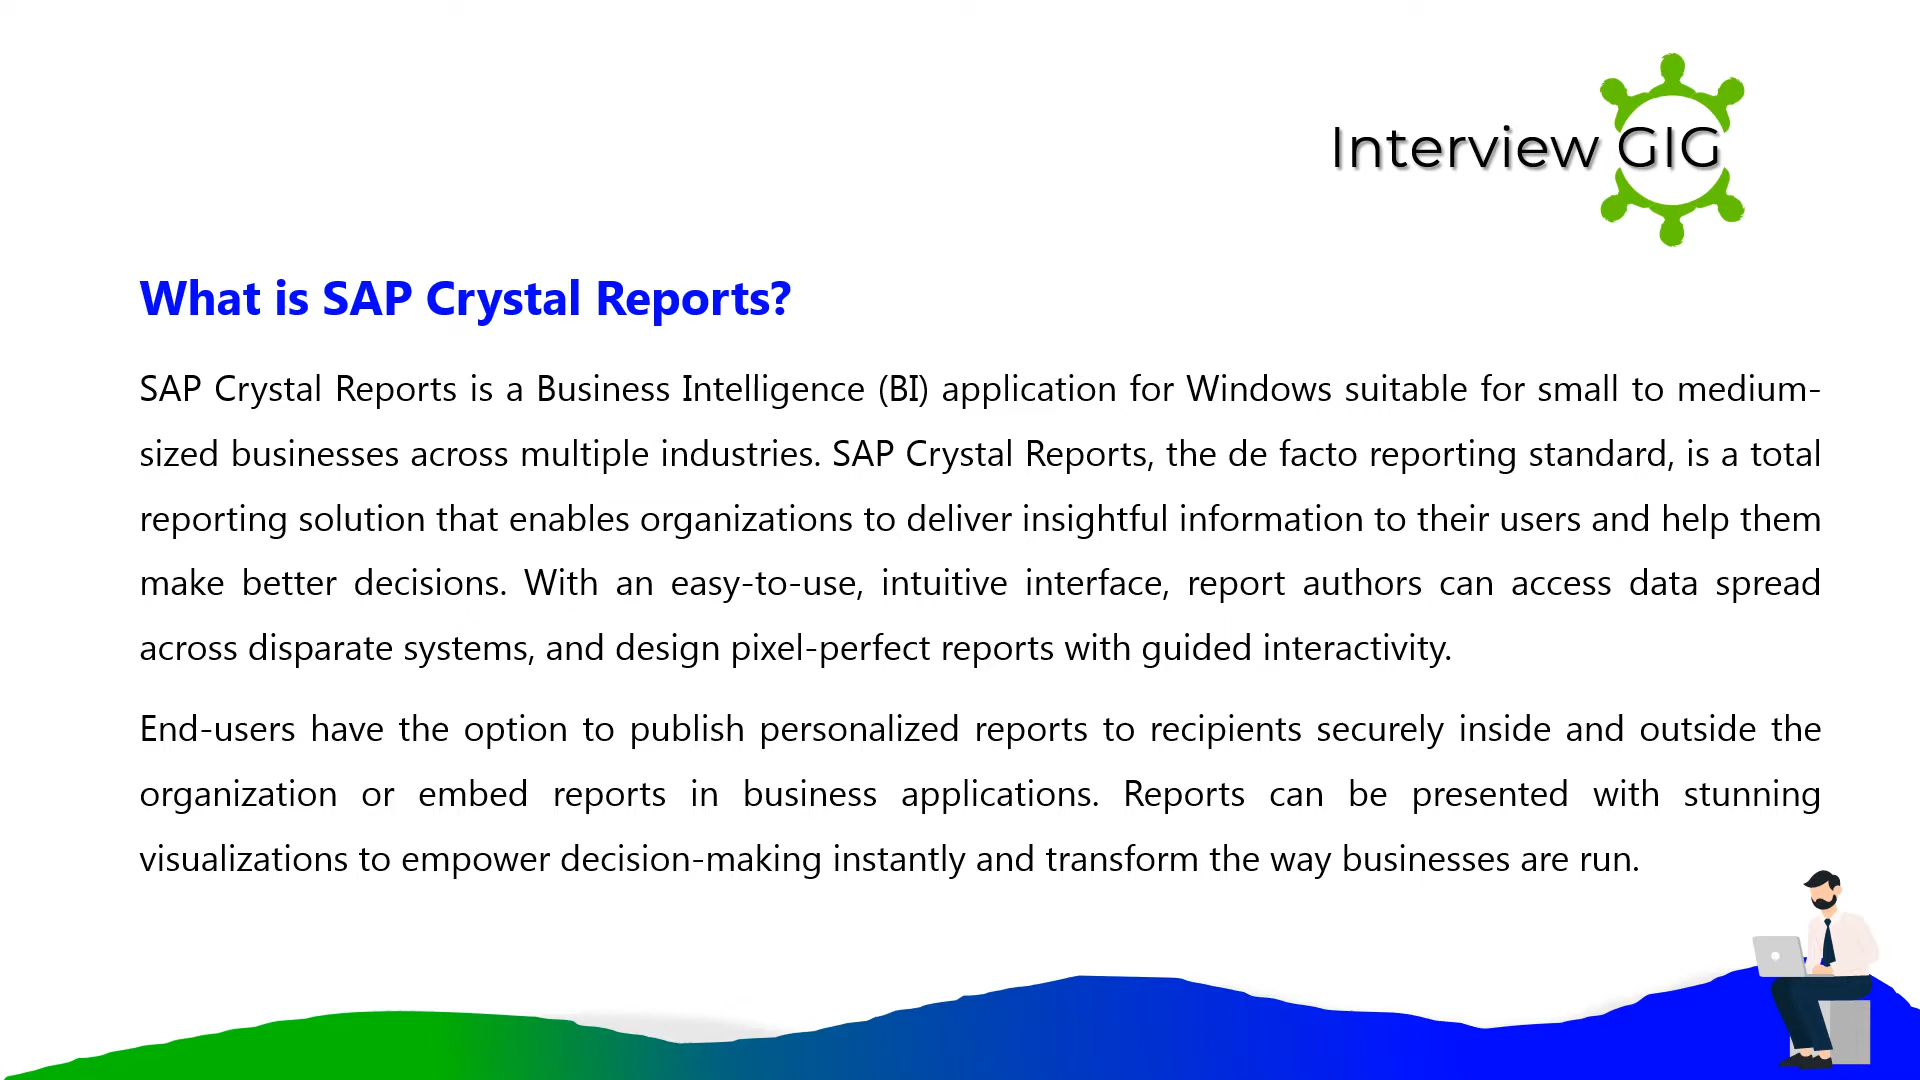 Interview GIG
What is SAP Crystal Reports?
SAP Crystal Reports is a Business Intelligence (BI) application for Windows suitable for small to medium-
sized businesses across multiple industries. SAP Crystal Reports, the de facto reporting standard, is a total
reporting solution that enables organizations to deliver insightful information to their users and help them
make better decisions. With an easy-to-use, intuitive interface, report authors can access data spread
across disparate systems, and design pixel-perfect reports with guided interactivity.
End-users have the option to publish personalized reports to recipients securely inside and outside the
organization or embed reports in business applications. Reports can be presented with stunning
visualizations to empower decision-making instantly and transform the way businesses are run.